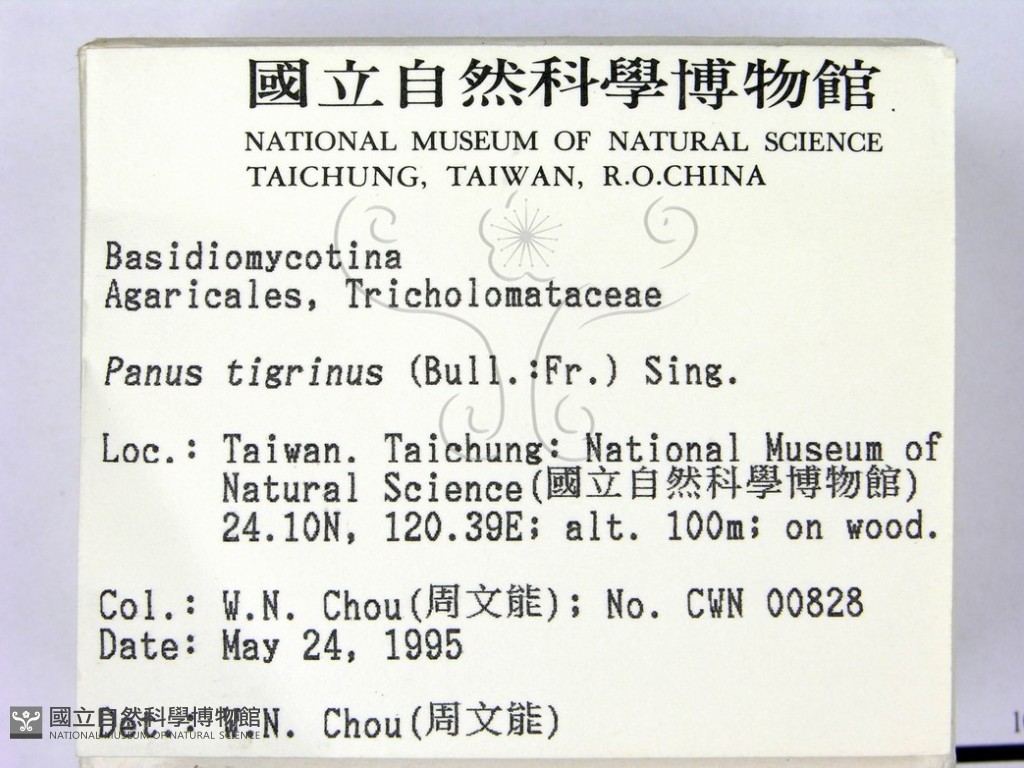 國立自然科學博物館
NATIONAL MUSEUM OF NATURAL SCIENCE
TAICHUNG, TAIWAN, R.O.CHINA
Basidiomycotina
Agaricales, Tricholomataceae
Panus tigrinus (Bull.:Fr.) Sing.
Loc.: Taiwan. Taichung: National Museum of
Natural Science(國立自然科學博物館)
24.10N, 120.39E; alt. 100m; on wood.
Col.: W.N. Chou(周文能); No. CWN 00828
Date: May 24, 1995
Det.: W.N. Chou(周文能)
國立自然科學博物館
NATIONAL MUSEUM OF NATURAL SCIENCE